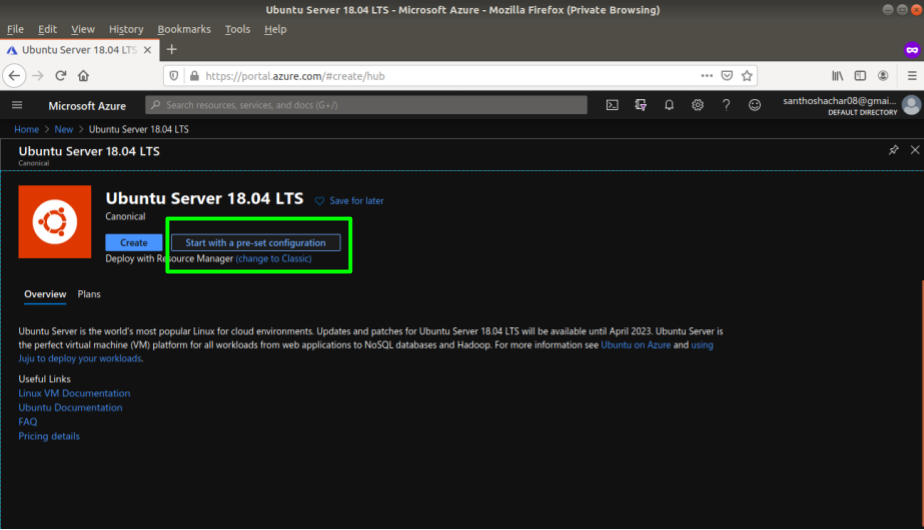 Ubuntu Server 18.04 LTS - Microsoft Azure - Mozilla Firefox (Private Browsing)
File Edit View History Bookmarks Tools Help
Ubuntu Server 18.04 LTS
https://portal.azure.com/#create/hub
Microsoft Azure
Search resources, services, and docs (G+/)
santhoshachar08@gmai...
DEFAULT DIRECTORY
Home > New > Ubuntu Server 18.04 LTS
Ubuntu Server 18.04 LTS
Canonical
Ubuntu Server 18.04 LTS
Save for later
Canonical
Create Start with a pre-set configuration
Deploy with Resource Manager (change to Classic)
Overview Plans
Ubuntu Server is the world's most popular Linux for cloud environments. Updates and patches for Ubuntu Server 18.04 LTS will be available until April 2023. Ubuntu Server is
the perfect virtual machine (VM) platform for all workloads from web applications to NoSQL databases and Hadoop. For more information see Ubuntu on Azure and using
Juju to deploy your workloads.
Useful Links
Linux VM Documentation
Ubuntu Documentation
FAQ
Pricing details